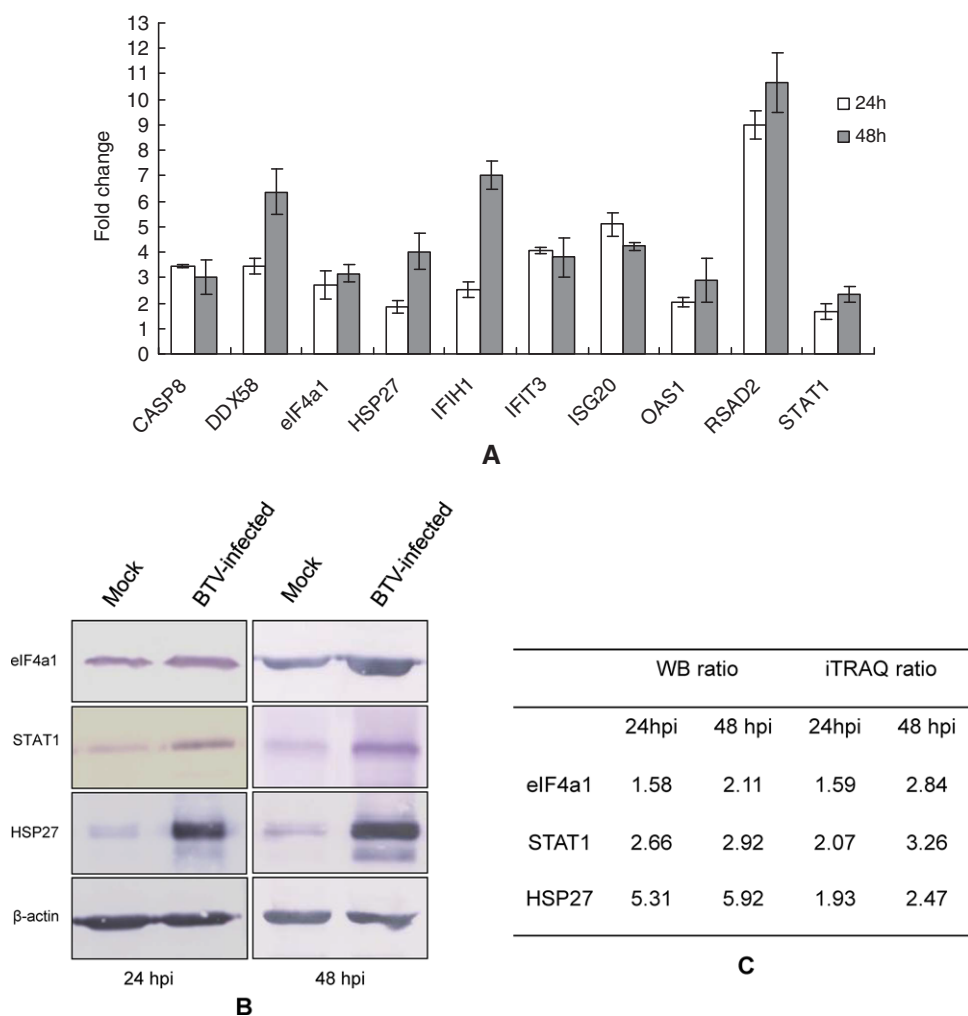 13
12
11
10
9
8
7
6
5
4
3
2
1
0
Fold change
24h
48h
CASP8
DDX58
eIF4a1
HSP27
IFIH1
IFIT3
ISG20
OAS1
RSAD2
STAT1
A
Mock
BTV-infected
Mock
BTV-infected
eIF4a1
STAT1
HSP27
β-actin
24 hpi
48 hpi
B
WB ratio iTRAQ ratio
24hpi 48 hpi 24hpi 48 hpi
eIF4a1 1.58 2.11 1.59 2.84
STAT1 2.66 2.92 2.07 3.26
HSP27 5.31 5.92 1.93 2.47
C